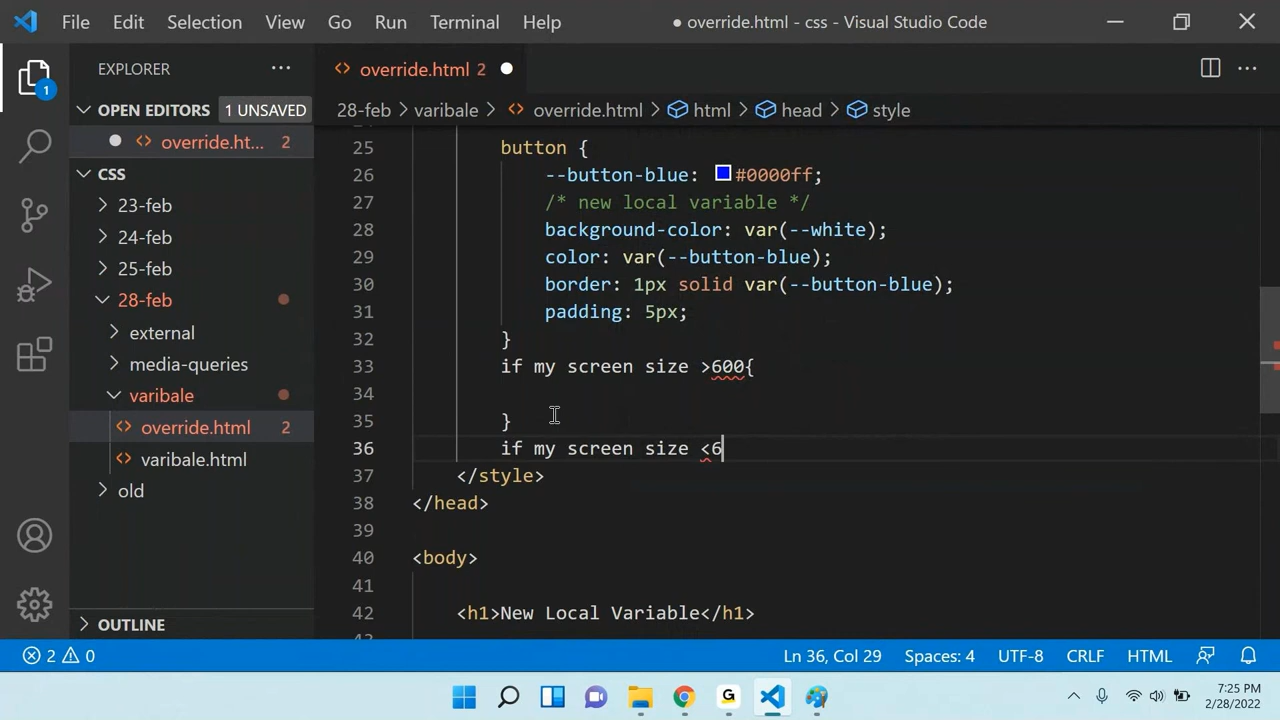 File Edit Selection View Go Run Terminal Help ● override.html - css - Visual Studio Code
EXPLORER ...
override.html 2
OPEN EDITORS 1 UNSAVED
28-feb > varibale > override.html > html > head > style
override.ht... 2
CSS
23-feb
24-feb
25-feb
28-feb
external
media-queries
varibale
override.html 2
varibale.html
old
OUTLINE
1
25 button {
26 --button-blue: #0000ff;
27 /* new local variable */
28 background-color: var(--white);
29 color: var(--button-blue);
30 border: 1px solid var(--button-blue);
31 padding: 5px;
32 }
33 if my screen size >600{
34
35 }
36 if my screen size <6
37 </style>
38 </head>
39
40 <body>
41
42 <h1>New Local Variable</h1>
2 0 Ln 36, Col 29 Spaces: 4 UTF-8 CRLF HTML
G
7:25 PM
2/28/2022